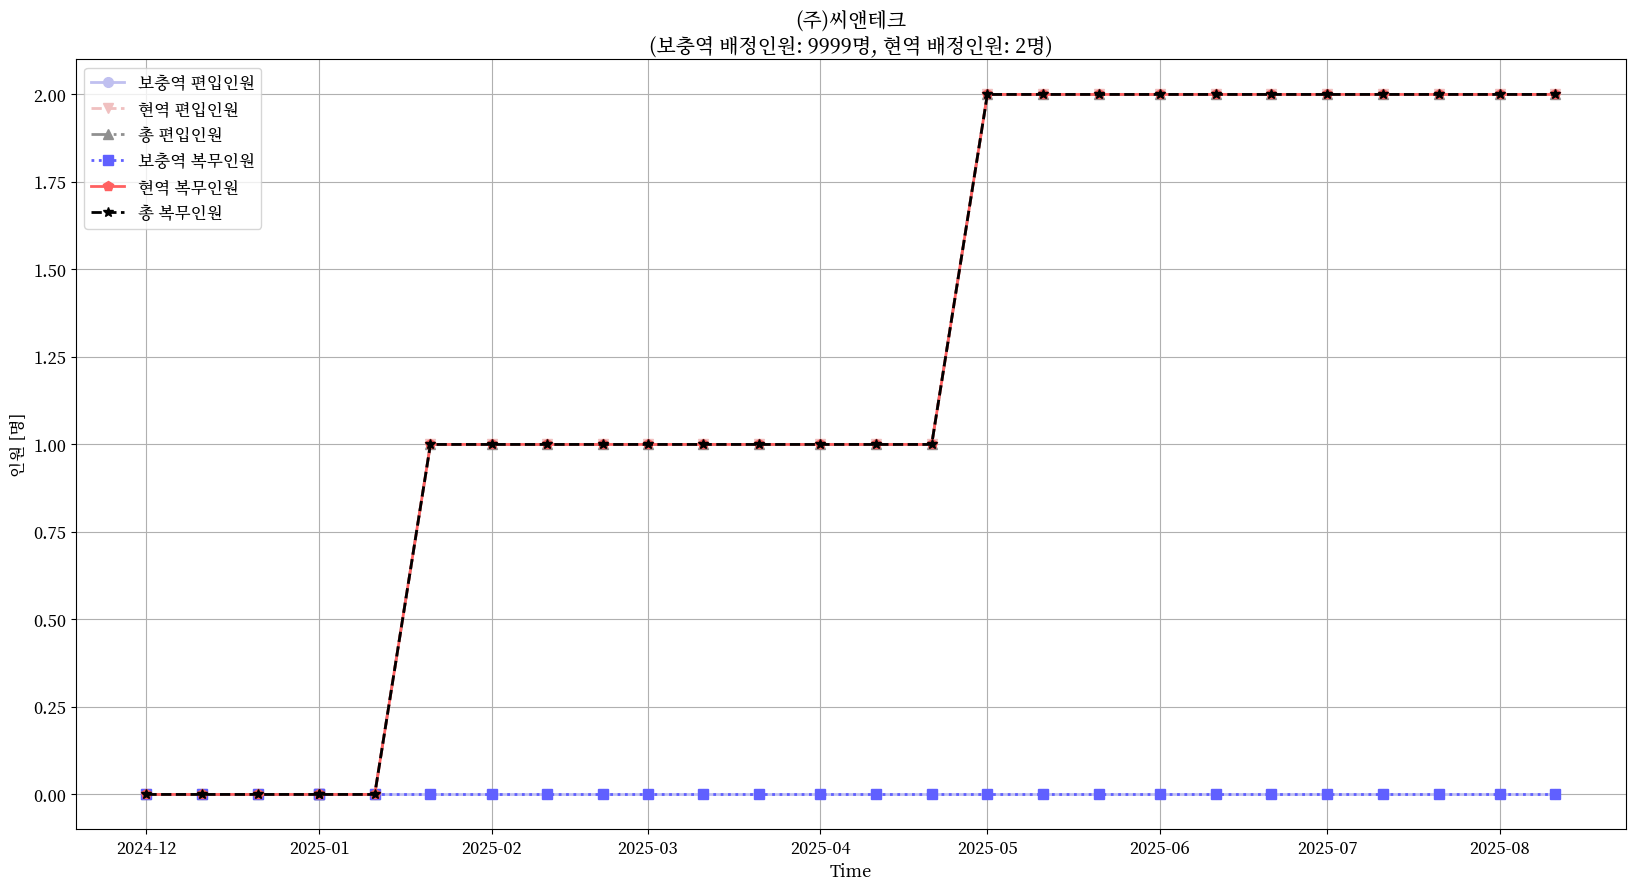 (주)씨앤테크
(보충역 배정인원: 9999명, 현역 배정인원: 2명)
보충역 편입인원
현역 편입인원
총 편입인원
보충역 복무인원
현역 복무인원
총 복무인원
인원 [명]
2.00
1.75
1.50
1.25
1.00
0.75
0.50
0.25
0.00
2024-12 2025-01 2025-02 2025-03 2025-04 2025-05 2025-06 2025-07 2025-08
Time